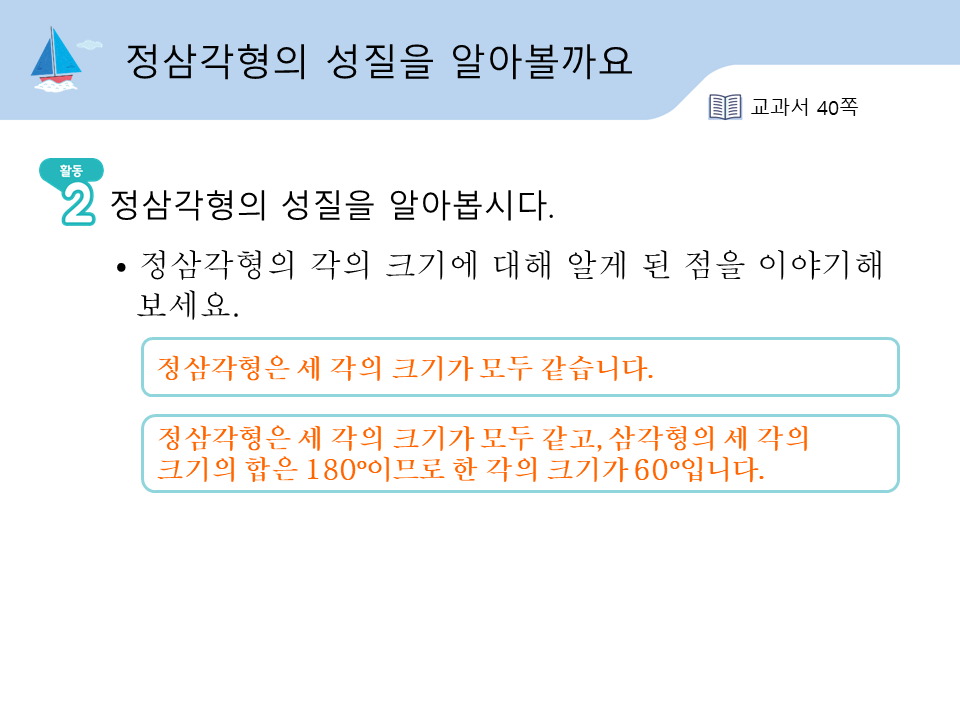 정삼각형의 성질을 알아볼까요
교과서 40쪽
활동
2 정삼각형의 성질을 알아봅시다.
• 정삼각형의 각의 크기에 대해 알게 된 점을 이야기해
보세요.
정삼각형은 세 각의 크기가 모두 같습니다.
정삼각형은 세 각의 크기가 모두 같고, 삼각형의 세 각의
크기의 합은 180°이므로 한 각의 크기가 60°입니다.